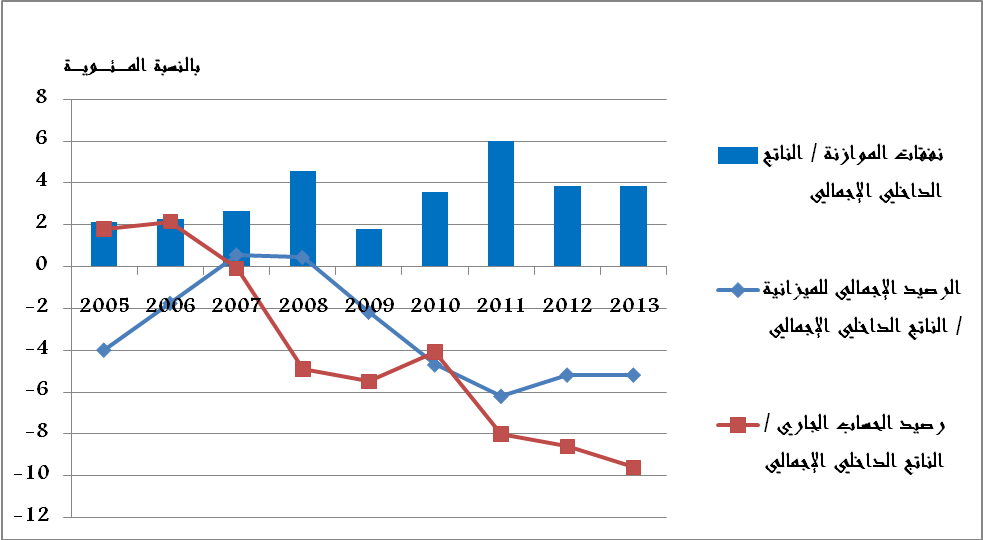 بالنسبة المـئـويـة
8
6
4
2
0
-2
-4
-6
-8
-10
-12
2005 2006 2007 2008 2009 2010 2011 2012 2013
نفقات الموازنة / الناتج
الداخلي الإجمالي
الرصيد الإجمالي للميزانية
/ الناتج الداخلي الإجمالي
رصيد الحساب الجاري /
الناتج الداخلي الإجمالي